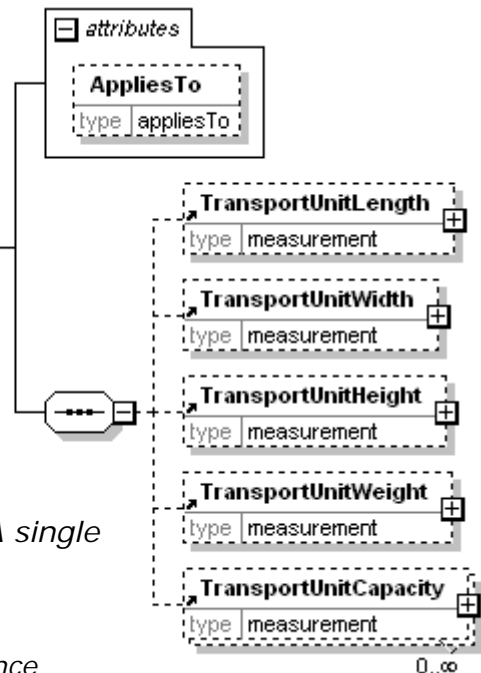 attributes
AppliesTo
type appliesTo
TransportUnitLength
type measurement
TransportUnitWidth
type measurement
TransportUnitHeight
type measurement
TransportUnitWeight
type measurement
A single
TransportUnitCapacity
type measurement
0..∞